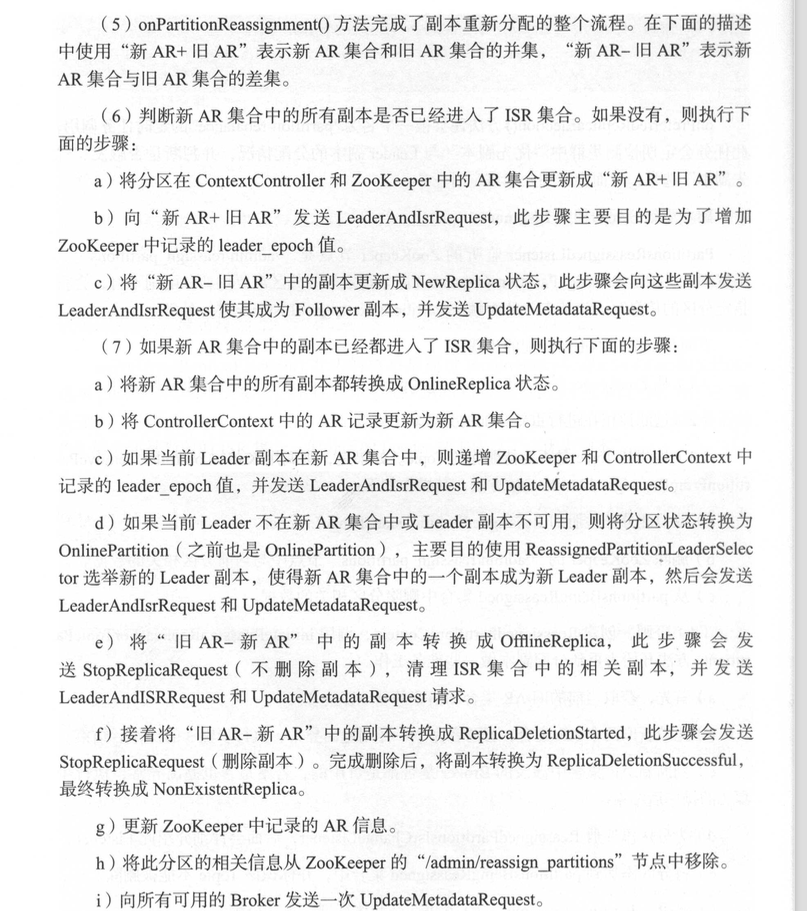 （5）onPartitionReassignment() 方法完成了副本重新分配的整个流程。在下面的描述
中使用“新 AR+ 旧 AR”表示新 AR 集合和旧 AR 集合的并集，“新 AR– 旧 AR”表示新
AR 集合与旧 AR 集合的差集。
（6）判断新 AR 集合中的所有副本是否已经进入了 ISR 集合。如果没有，则执行下
面的步骤：
a）将分区在 ContextController 和 ZooKeeper 中的 AR 集合更新成“新 AR+ 旧 AR”。
b）向“新 AR+ 旧 AR”发送 LeaderAndIsrRequest，此步骤主要目的是为了增加
ZooKeeper 中记录的 leader_epoch 值。
c）将“新 AR– 旧 AR”中的副本更新成 NewReplica 状态，此步骤会向这些副本发送
LeaderAndIsrRequest 使其成为 Follower 副本，并发送 UpdateMetadataRequest。
（7）如果新 AR 集合中的副本已经都进入了 ISR 集合，则执行下面的步骤：
a）将新 AR 集合中的所有副本都转换成 OnlineReplica 状态。
b）将 ControllerContext 中的 AR 记录更新为新 AR 集合。
c）如果当前 Leader 副本在新 AR 集合中，则递增 ZooKeeper 和 ControllerContext 中
记录的 leader_epoch 值，并发送 LeaderAndIsrRequest 和 UpdateMetadataRequest。
d）如果当前 Leader 不在新 AR 集合中或 Leader 副本不可用，则将分区状态转换为
OnlinePartition（之前也是 OnlinePartition），主要目的使用 ReassignedPartitionLeaderSelec
tor 选举新的 Leader 副本，使得新 AR 集合中的一个副本成为新 Leader 副本，然后会发送
LeaderAndIsrRequest 和 UpdateMetadataRequest。
e）将“旧 AR– 新 AR”中的副本转换成 OfflineReplica，此步骤会发
送 StopReplicaRequest（不删除副本），清理 ISR 集合中的相关副本，并发送
LeaderAndISRRequest 和 UpdateMetadataRequest 请求。
f）接着将“旧 AR– 新 AR”中的副本转换成 ReplicaDeletionStarted，此步骤会发送
StopReplicaRequest（删除副本）。完成删除后，将副本转换为 ReplicaDeletionSuccessful，
最终转换成 NonExistentReplica。
g）更新 ZooKeeper 中记录的 AR 信息。
h）将此分区的相关信息从 ZooKeeper 的“/admin/reassign_partitions”节点中移除。
i）向所有可用的 Broker 发送一次 UpdateMetadataRequest。